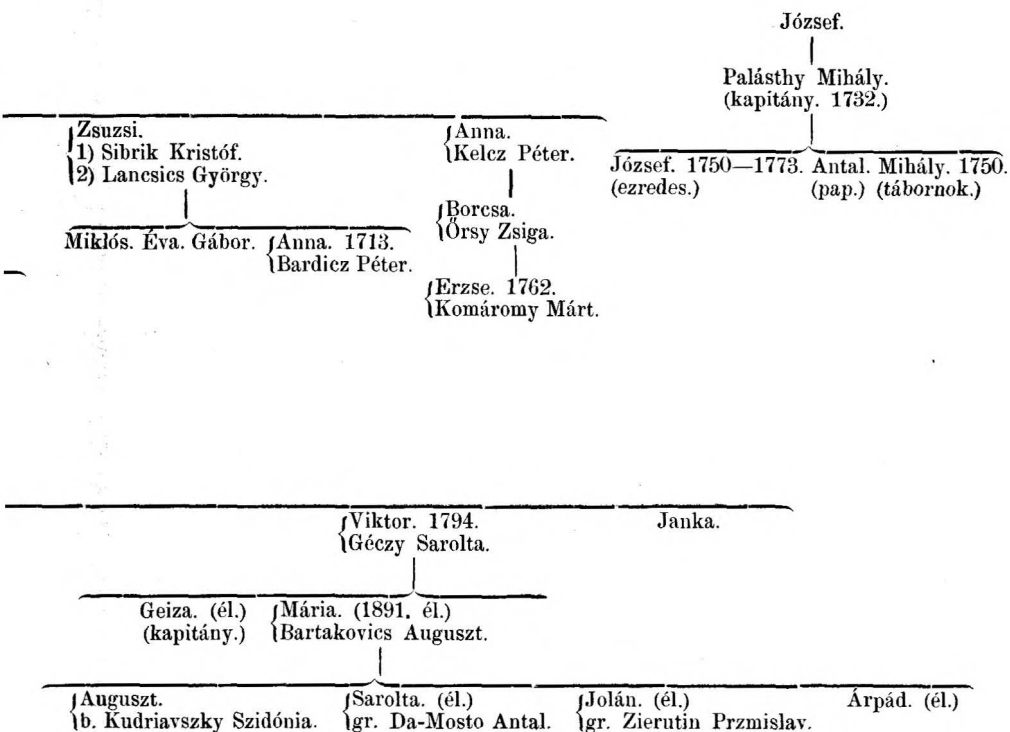 József.
Palásthy Mihály.
(kapitány. 1732.)
Zsuzsi.
1) Sibrik Kristóf.
2) Lancsics György.
Anna.
Kelcz Péter.
József. 1750—1773. Antal. Mihály. 1750.
(ezredes.) (pap.) (tábornok.)
Borcsa.
Őrsy Zsiga.
Miklós. Éva. Gábor. Anna. 1713.
Bardicz Péter.
Erzse. 1762.
Komáromy Márt.
Viktor. 1794. Janka.
Géczy Sarolta.
Geiza. (él.) Mária. (1891. él.)
(kapitány.) Bartakovics Auguszt.
Auguszt. Sarolta. (él.) Jolán. (él.) Árpád. (él.)
b. Kudriavszky Szidónia. gr. Da-Mosto Antal. gr. Zierutin Przmislav.